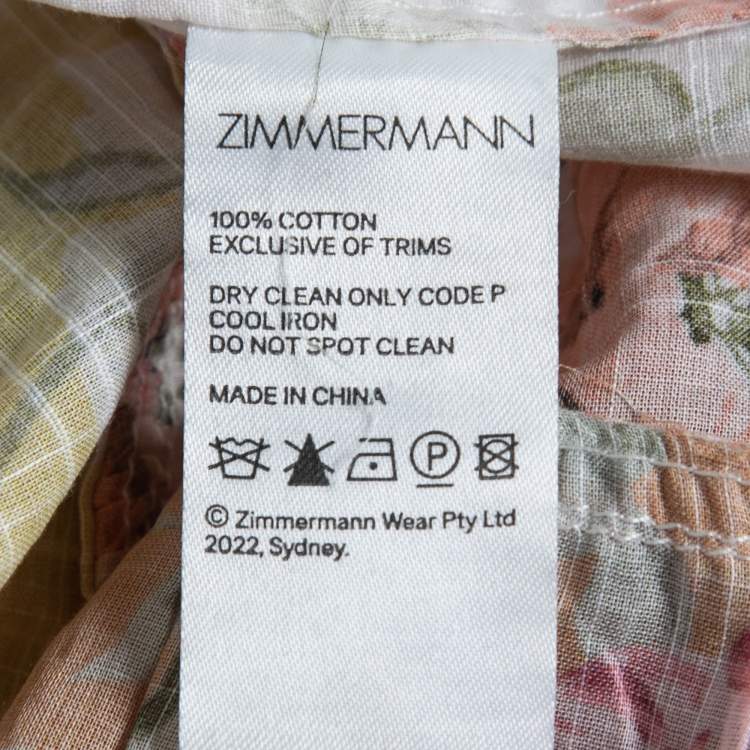 ZIMMERMANN
100% COTTON
EXCLUSIVE OF TRIMS
DRY CLEAN ONLY CODE P
COOL IRON
DO NOT SPOT CLEAN
MADE IN CHINA
P
© Zimmermann Wear Pty Ltd
2022, Sydney.